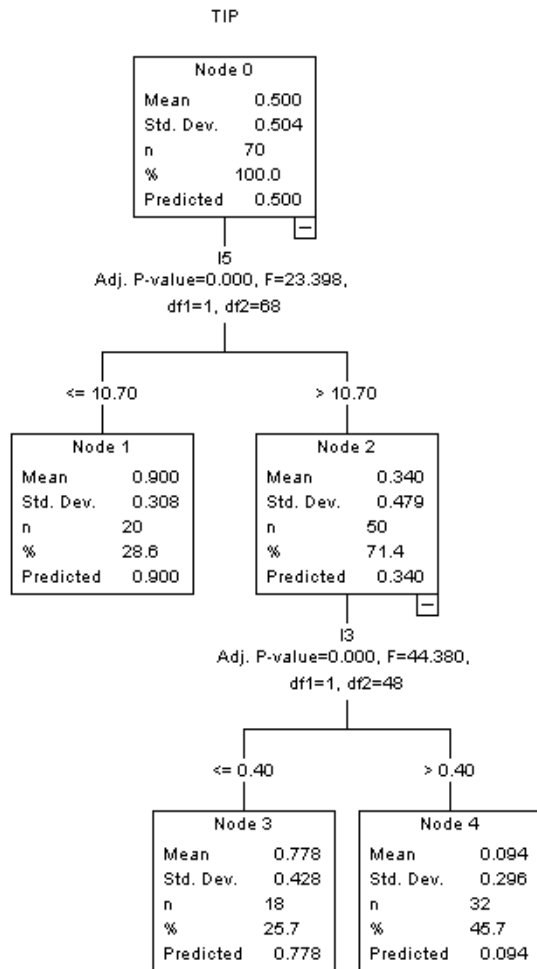 TIP
Node 0
Mean 0.500
Std. Dev. 0.504
n 70
% 100.0
Predicted 0.500
I5
Adj. P-value=0.000, F=23.398,
df1=1, df2=68
<= 10.70
> 10.70
Node 1
Mean 0.900
Std. Dev. 0.308
n 20
% 28.6
Predicted 0.900
Node 2
Mean 0.340
Std. Dev. 0.479
n 50
% 71.4
Predicted 0.340
I3
Adj. P-value=0.000, F=44.380,
df1=1, df2=48
<= 0.40
> 0.40
Node 3
Mean 0.778
Std. Dev. 0.428
n 18
% 25.7
Predicted 0.778
Node 4
Mean 0.094
Std. Dev. 0.296
n 32
% 45.7
Predicted 0.094